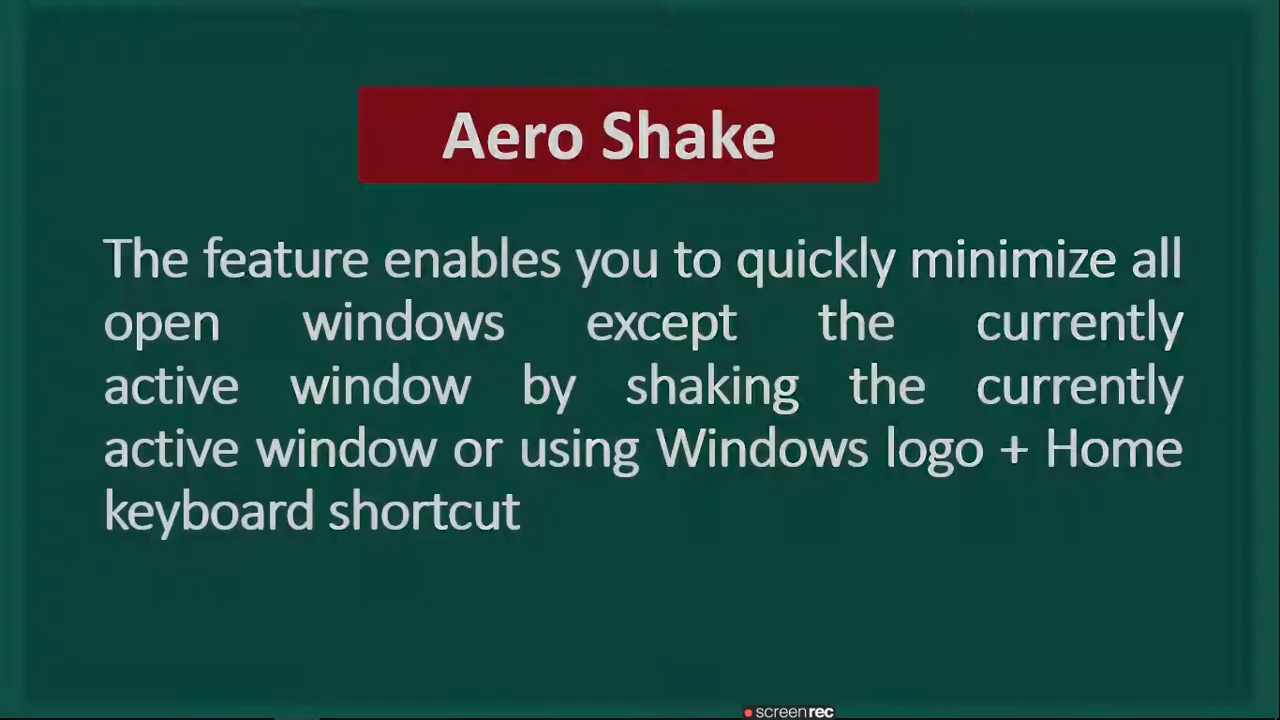 Aero Shake
The feature enables you to quickly minimize all
open windows except the currently
active window by shaking the currently
active window or using Windows logo + Home
keyboard shortcut
screenrec